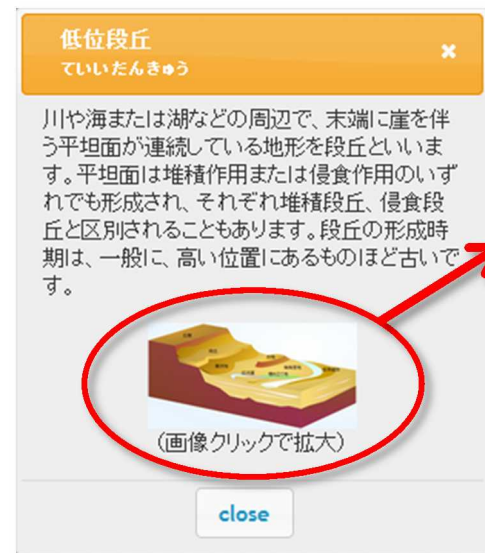 低位段丘
ていいだんきゅう
川や海または湖などの周辺で、末端に崖を伴
う平坦面が連続している地形を段丘といいま
す。平坦面は堆積作用または侵食作用のいず
れでも形成され、それぞれ堆積段丘、侵食段
丘と区別されることもあります。段丘の形成時
期は、一般に、高い位置にあるものほど古いで
す。
(画像クリックで拡大)
close